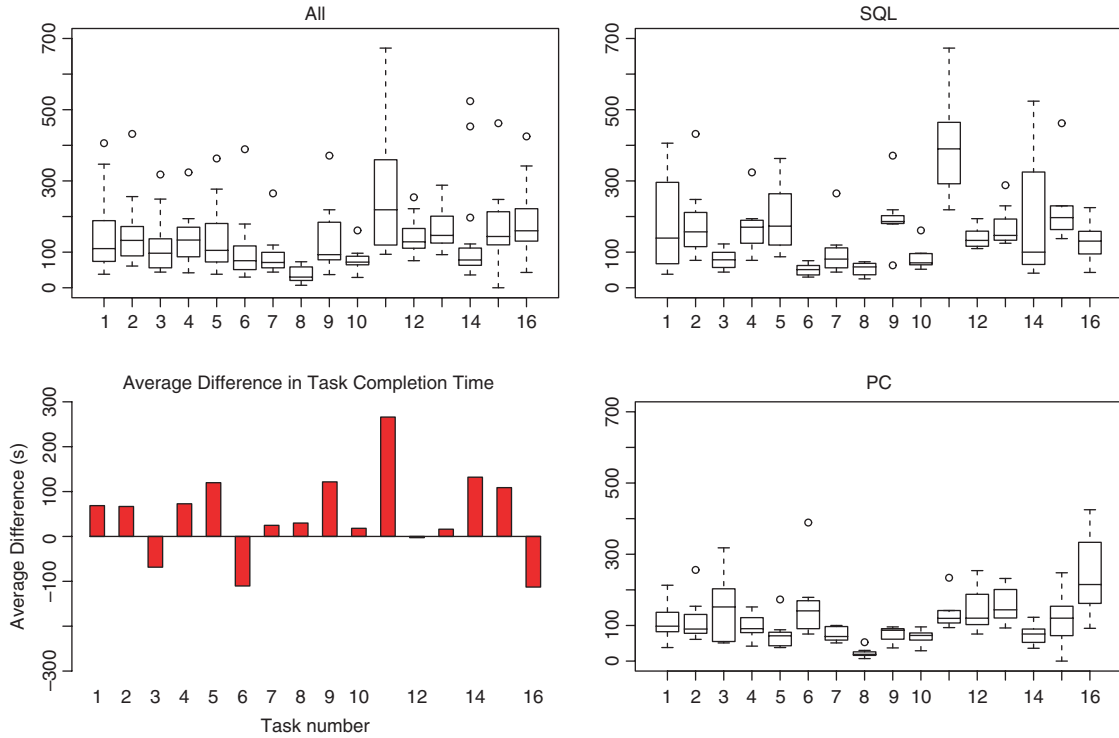 All
700
500
300
100
0
1 2 3 4 5 6 7 8 9 10 12 14 16
SQL
700
500
300
100
0
1 2 3 4 5 6 7 8 9 10 12 14 16
Average Difference in Task Completion Time
Average Difference (s)
300
200
100
0
−100
−300
1 2 3 4 5 6 7 8 9 10 12 14 16
Task number
PC
700
500
300
100
0
1 2 3 4 5 6 7 8 9 10 12 14 16